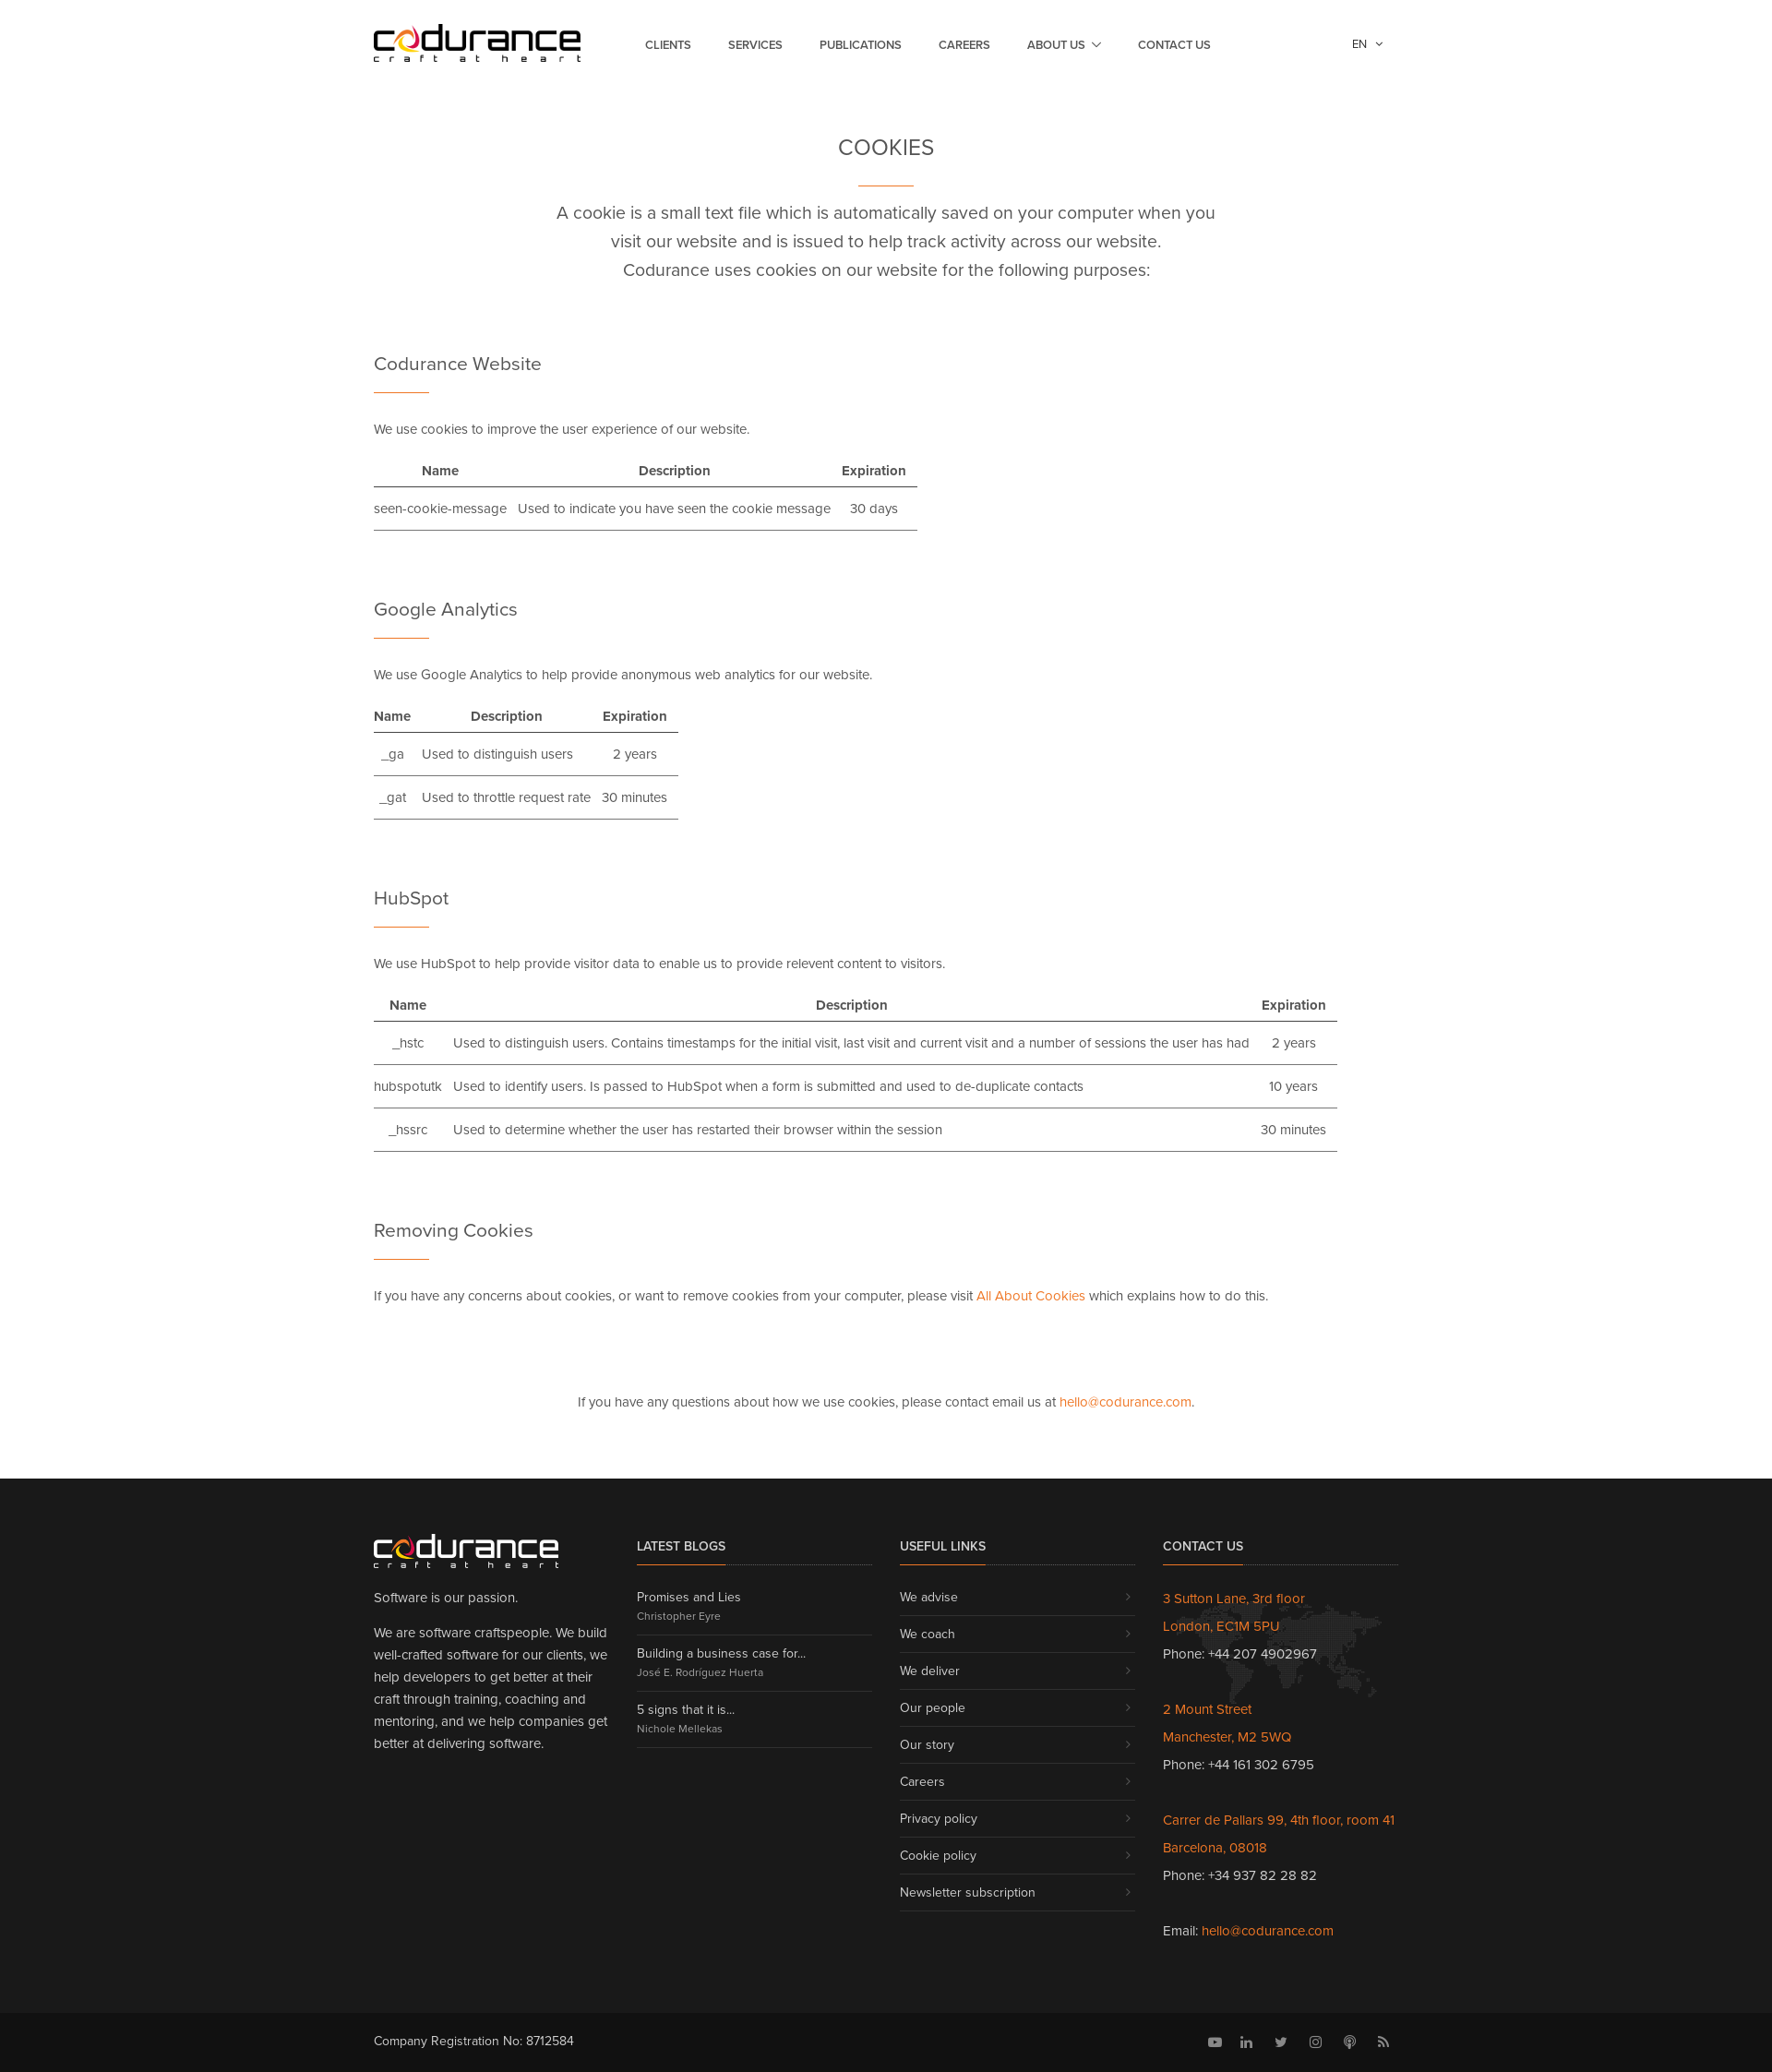 codurance
craft at heart
CLIENTS SERVICES PUBLICATIONS CAREERS ABOUT US CONTACT US EN
COOKIES
A cookie is a small text file which is automatically saved on your computer when you
visit our website and is issued to help track activity across our website.
Codurance uses cookies on our website for the following purposes:
Codurance Website
We use cookies to improve the user experience of our website.
Name Description Expiration
seen-cookie-message Used to indicate you have seen the cookie message 30 days
Google Analytics
We use Google Analytics to help provide anonymous web analytics for our website.
Name Description Expiration
_ga Used to distinguish users 2 years
_gat Used to throttle request rate 30 minutes
HubSpot
We use HubSpot to help provide visitor data to enable us to provide relevent content to visitors.
Name Description Expiration
_hstc Used to distinguish users. Contains timestamps for the initial visit, last visit and current visit and a number of sessions the user has had 2 years
hubspotutk Used to identify users. Is passed to HubSpot when a form is submitted and used to de-duplicate contacts 10 years
_hssrc Used to determine whether the user has restarted their browser within the session 30 minutes
Removing Cookies
If you have any concerns about cookies, or want to remove cookies from your computer, please visit All About Cookies which explains how to do this.
If you have any questions about how we use cookies, please contact email us at hello@codurance.com.
codurance
craft at heart
Software is our passion.
We are software craftspeople. We build
well-crafted software for our clients, we
help developers to get better at their
craft through training, coaching and
mentoring, and we help companies get
better at delivering software.
LATEST BLOGS
Promises and Lies
Christopher Eyre
Building a business case for...
José E. Rodríguez Huerta
5 signs that it is...
Nichole Mellekas
USEFUL LINKS
We advise
We coach
We deliver
Our people
Our story
Careers
Privacy policy
Cookie policy
Newsletter subscription
CONTACT US
3 Sutton Lane, 3rd floor
London, EC1M 5PU
Phone: +44 207 4902967
2 Mount Street
Manchester, M2 5WQ
Phone: +44 161 302 6795
Carrer de Pallars 99, 4th floor, room 41
Barcelona, 08018
Phone: +34 937 82 28 82
Email: hello@codurance.com
Company Registration No: 8712584